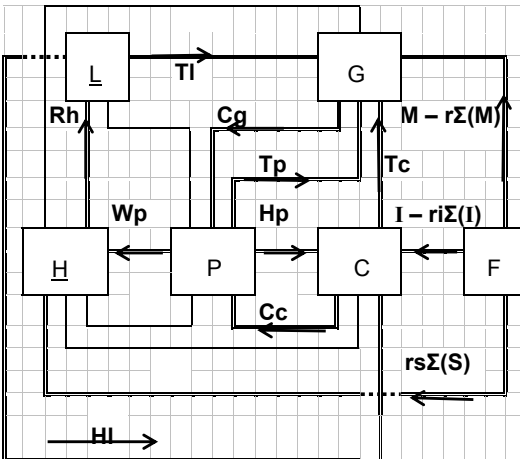 L G
Tl
Rh Cg M – rΣ(M)
Tp Tc
Wp Hp I – riΣ(I)
H P C F
Cc
rsΣ(S)
Hl